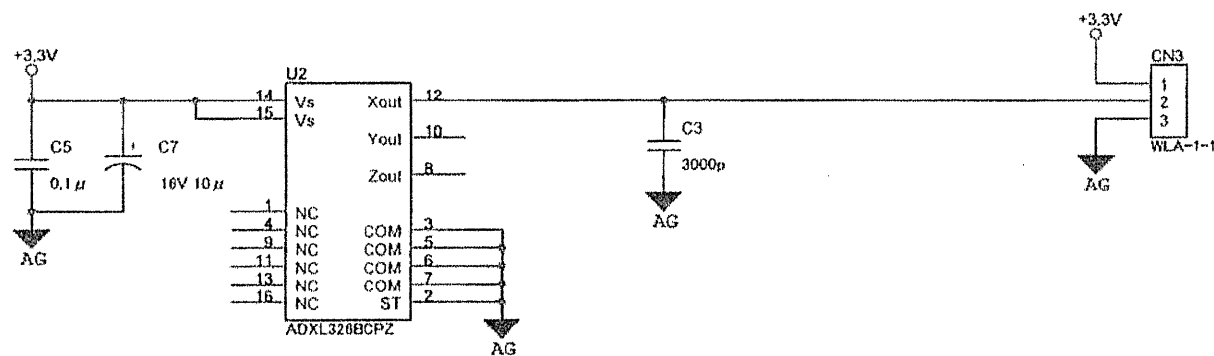 +3.3V
U2
14 Vs
15 Vs
Xout 12
Yout 10
Zout 8
1 NC
4 NC
9 NC
11 NC
13 NC
16 NC
COM 3
COM 5
COM 6
COM 7
ST 2
ADXL326BCPZ
AG
C5
0.1μ
AG
C7
+
16V 10μ
C3
3000p
AG
+3.3V
CN3
1
2
3
WLA-1-1
AG